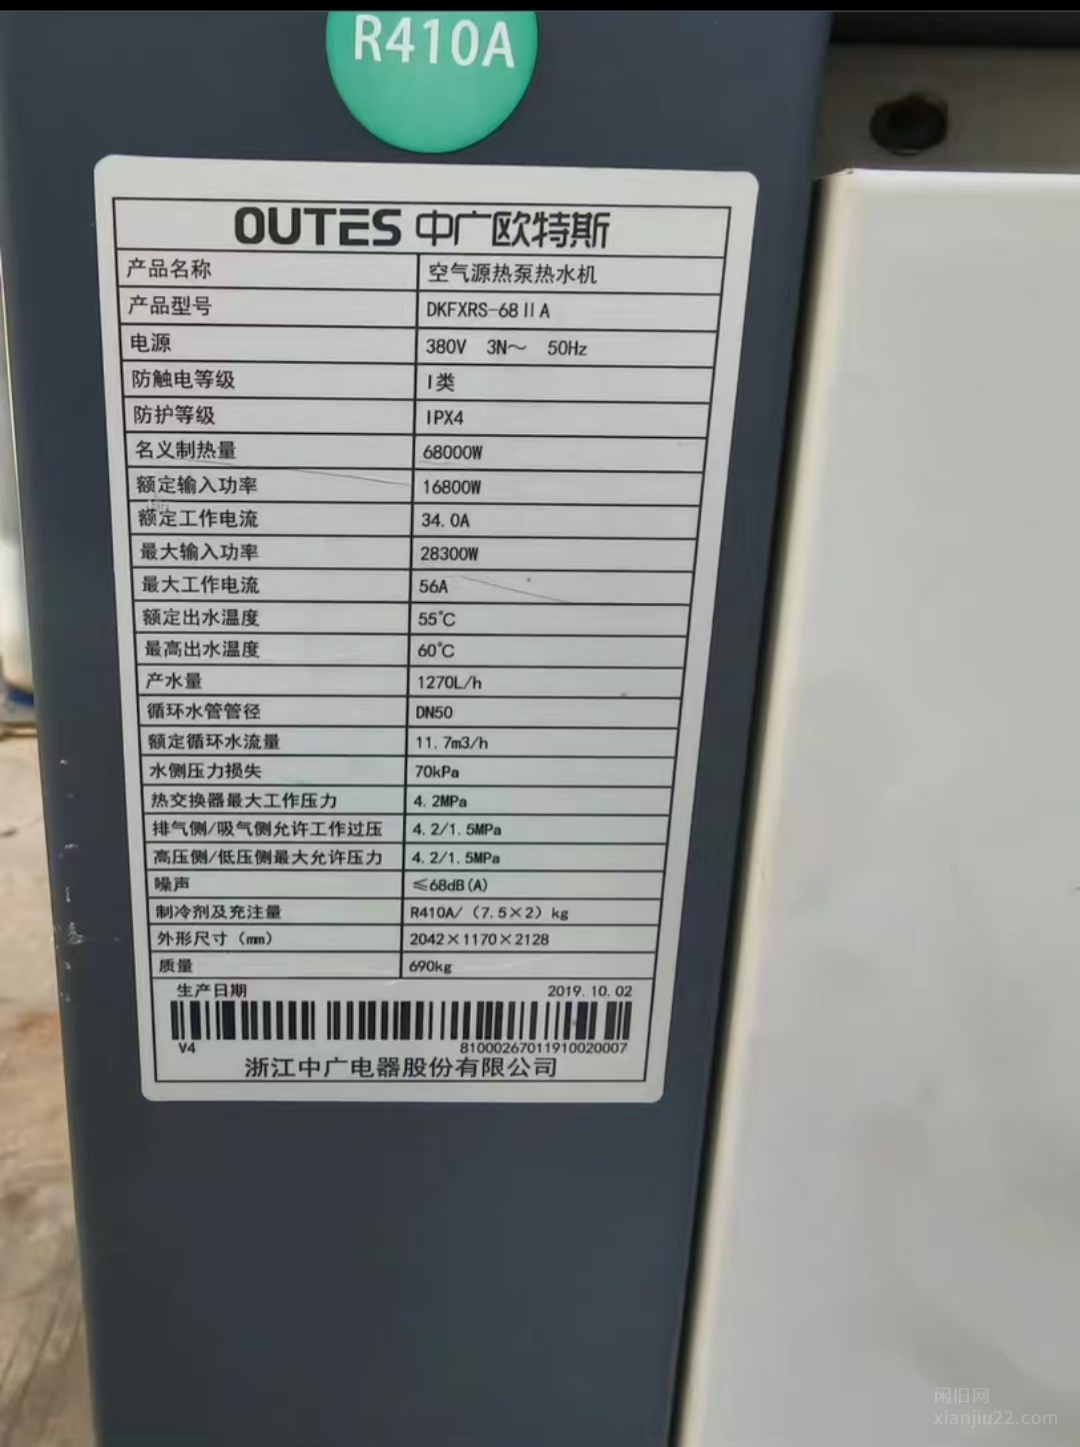 R410A
OUTES 中广欧特斯
产品名称 空气源热泵热水机
产品型号 DKFXRS-68ⅡA
电源 380V 3N～ 50Hz
防触电等级 I类
防护等级 IPX4
名义制热量 68000W
额定输入功率 16800W
额定工作电流 34.0A
最大输入功率 28300W
最大工作电流 56A
额定出水温度 55℃
最高出水温度 60℃
产水量 1270L/h
循环水管管径 DN50
额定循环水流量 11.7m3/h
水侧压力损失 70kPa
热交换器最大工作压力 4.2MPa
排气侧/吸气侧允许工作过压 4.2/1.5MPa
高压侧/低压侧最大允许压力 4.2/1.5MPa
噪声 ≤68dB(A)
制冷剂及充注量 R410A/（7.5×2）kg
外形尺寸（mm） 2042×1170×2128
质量 690kg
生产日期 2019.10.02
V4 81000267011910020007
浙江中广电器股份有限公司
闲旧网
xianjiu22.com